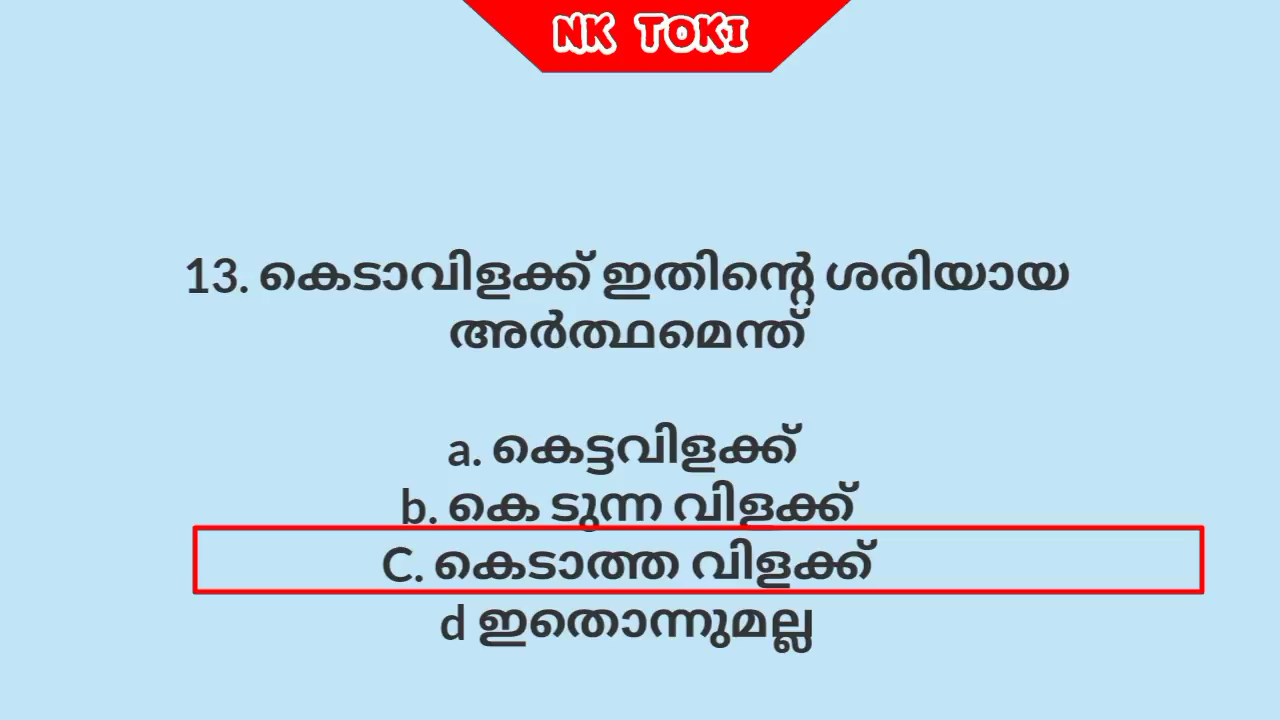 NK TOKI
13. കെടാവിളക്ക് ഇതിന്റെ ശരിയായ
അർത്ഥമെന്ത്
a. കെട്ടവിളക്ക്
b. കെ ടുന്ന വിളക്ക്
C. കെടാത്ത വിളക്ക്
d ഇതൊന്നുമല്ല